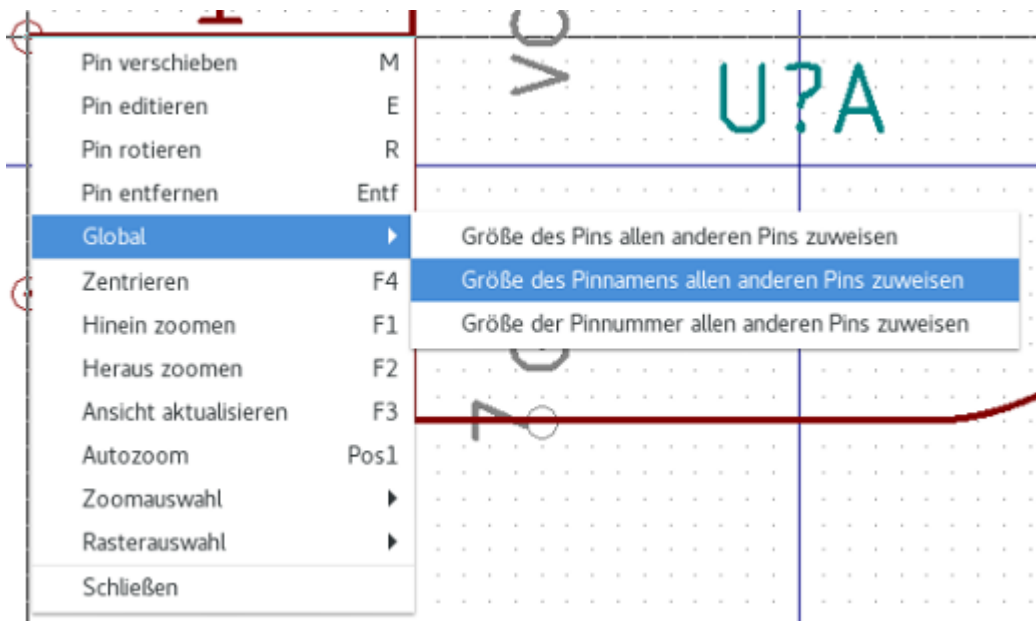 U?A
Pin verschieben M
Pin editieren E
Pin rotieren R
Pin entfernen Entf
Global
Größe des Pins allen anderen Pins zuweisen
Größe des Pinnamens allen anderen Pins zuweisen
Größe der Pinnummer allen anderen Pins zuweisen
Zentrieren F4
Hinein zoomen F1
Heraus zoomen F2
Ansicht aktualisieren F3
Autozoom Pos1
Zoomauswahl
Rasterauswahl
Schließen
7